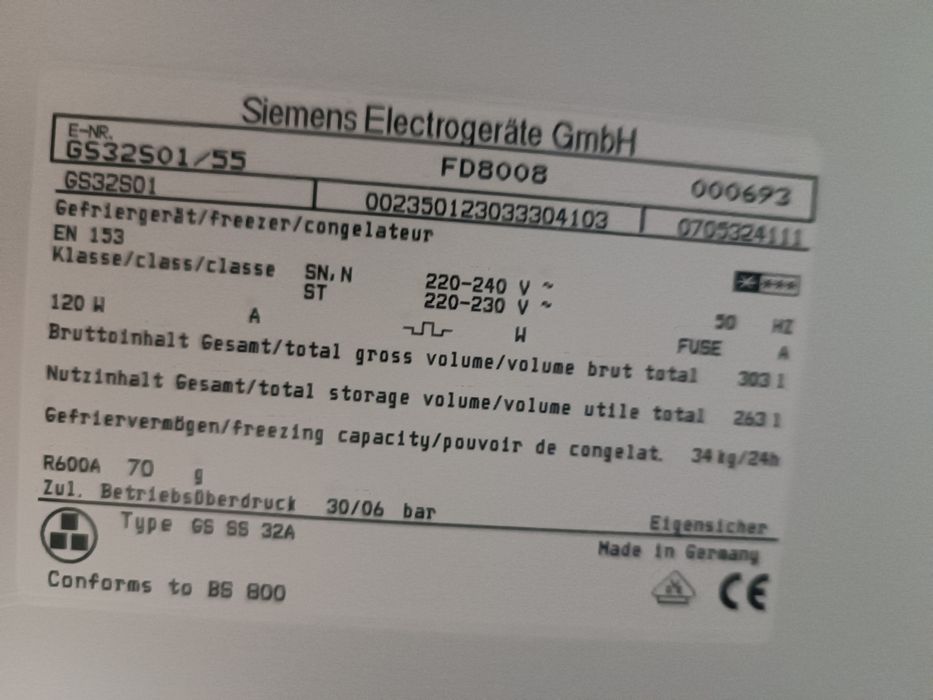 Siemens Electrogeräte GmbH
E-NR.
GS32S01/55 FD8008 000693
GS32S01 002350123033304103 0705324111
Gefriergerät/freezer/congelateur
EN 153
Klasse/class/classe SN,N 220-240 V ~
ST 220-230 V ~
120 W A W 50 HZ
FUSE A
Bruttoinhalt Gesamt/total gross volume/volume brut total 303 l
Nutzinhalt Gesamt/total storage volume/volume utile total 263 l
Gefriervermögen/freezing capacity/pouvoir de congelat. 34 kg/24h
R600A 70 g
Zul. Betriebsüberdruck 30/06 bar Eigensicher
Type GS SS 32A Made in Germany
Conforms to BS 800 CE